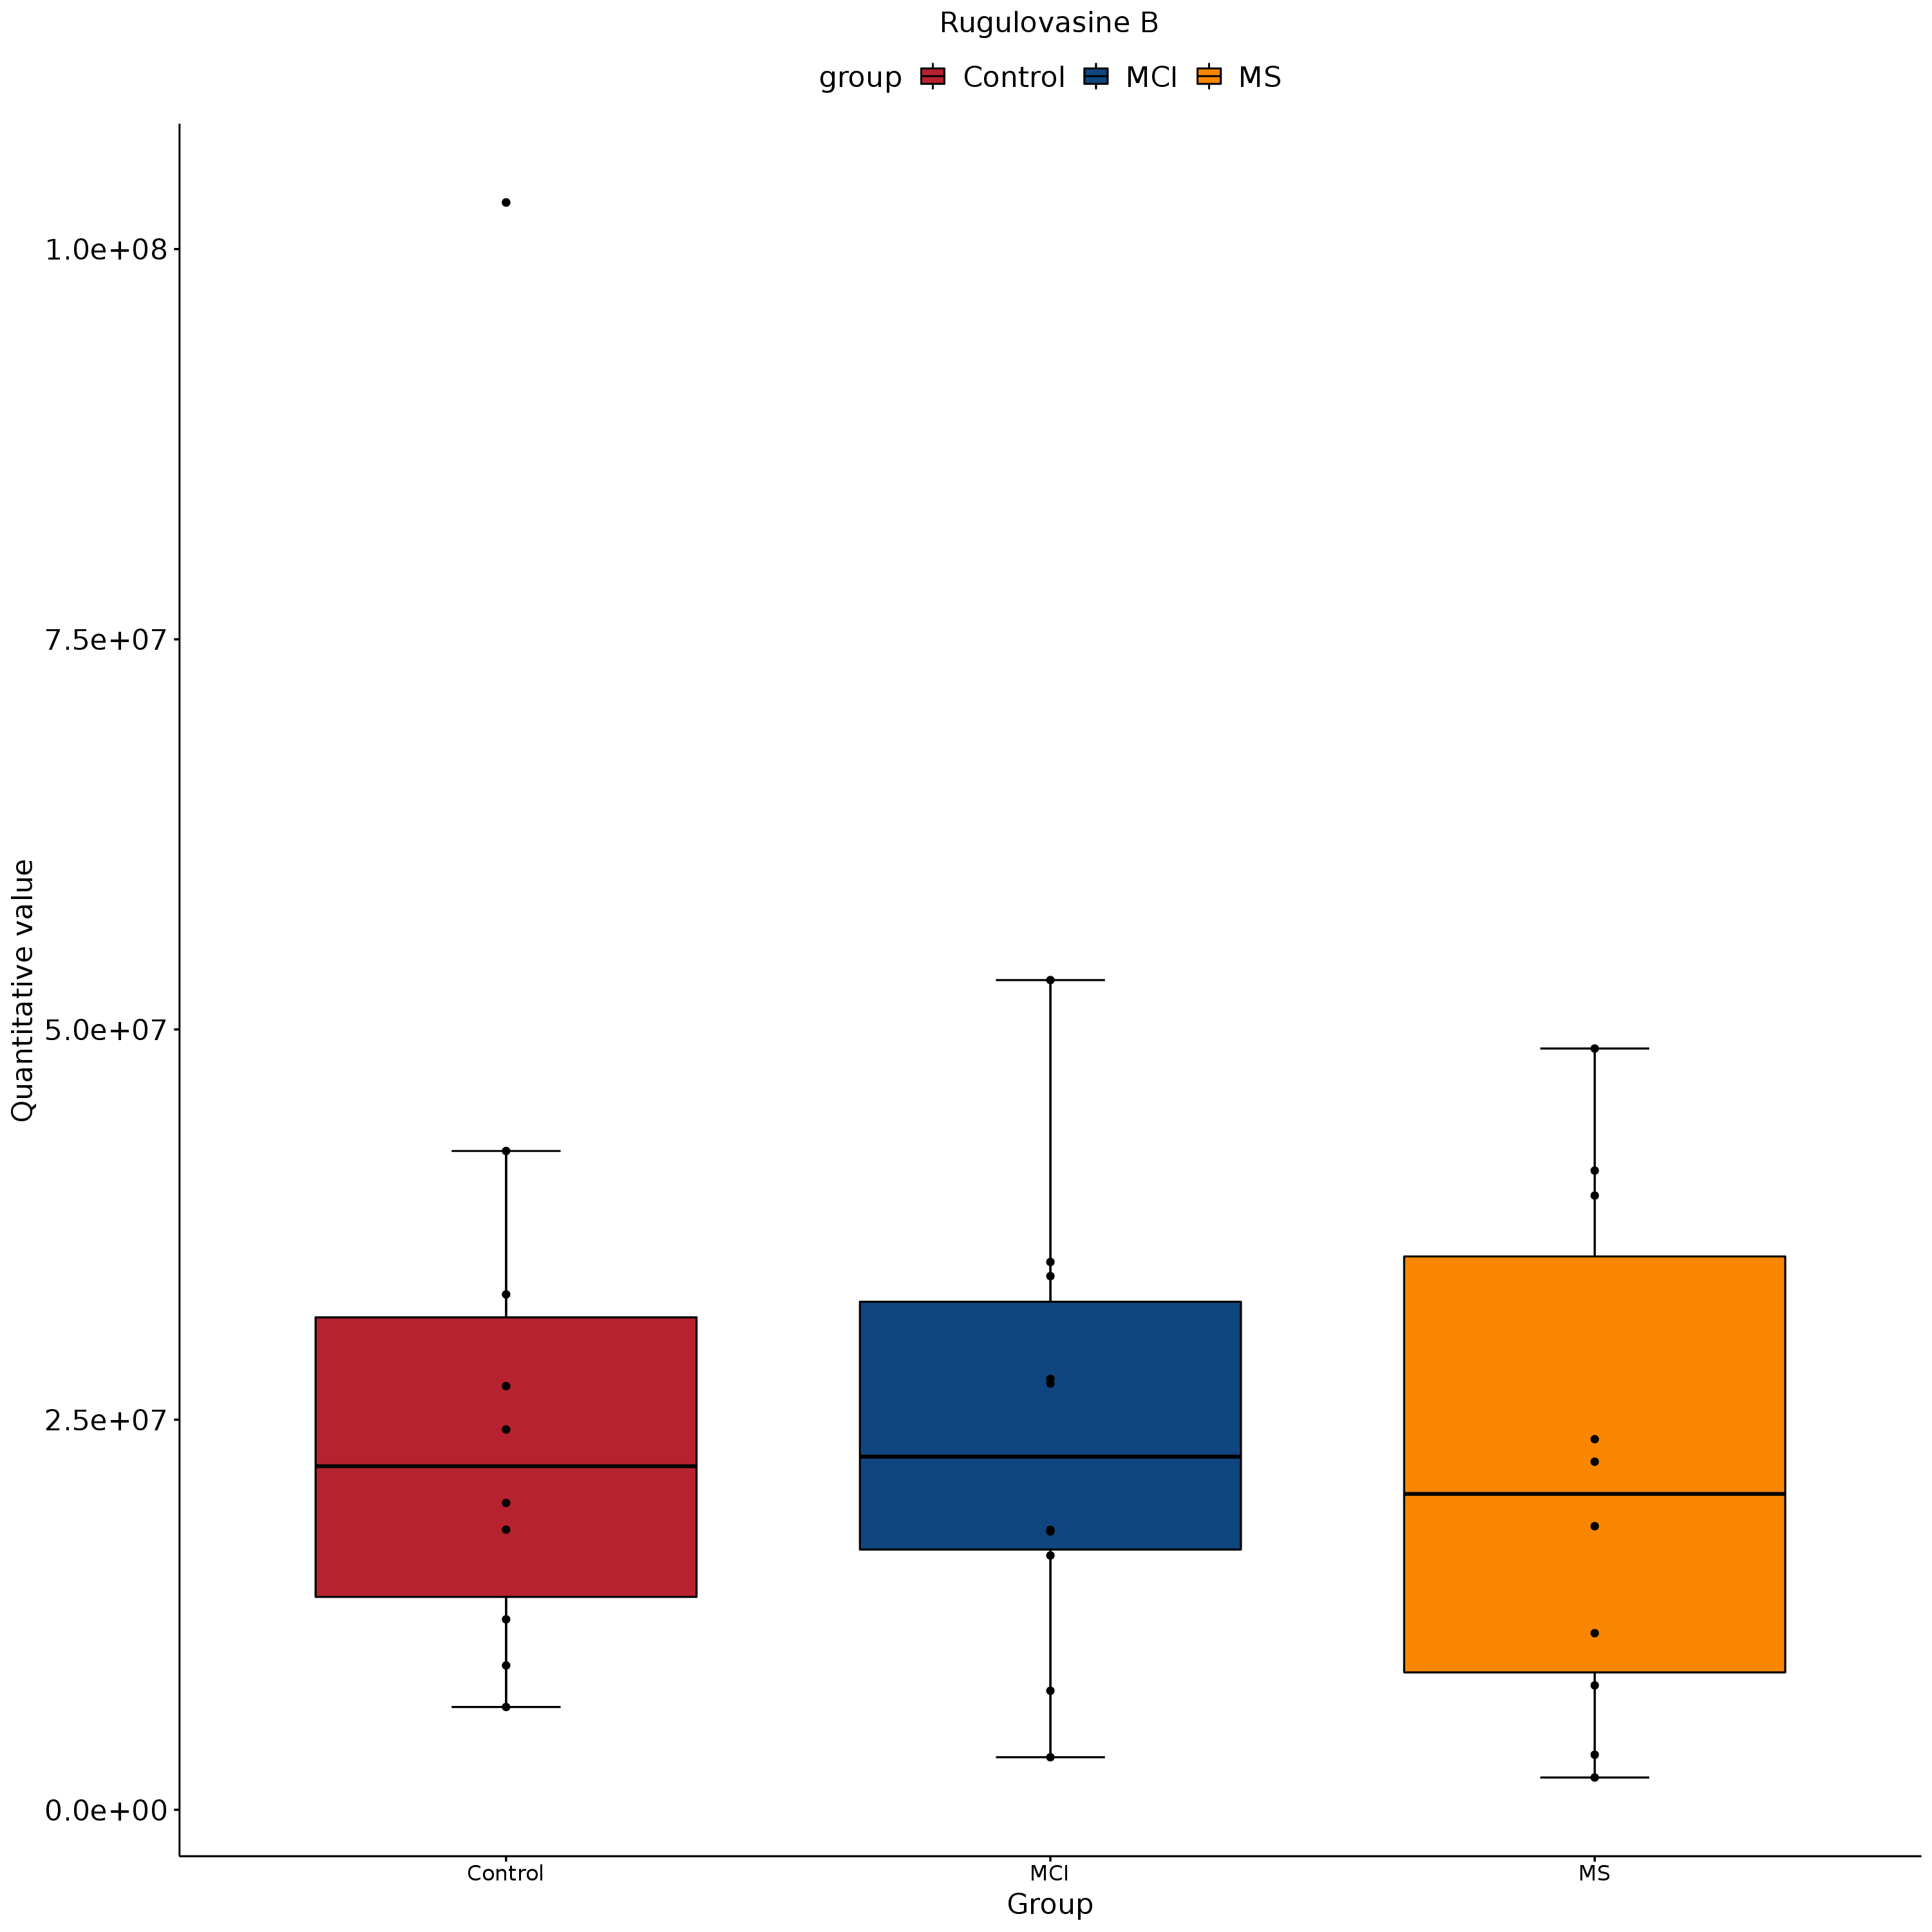 Rugulovasine B
group Control MCI MS
1.0e+08
7.5e+07
5.0e+07
2.5e+07
0.0e+00
Quantitative value
Control MCI MS
Group